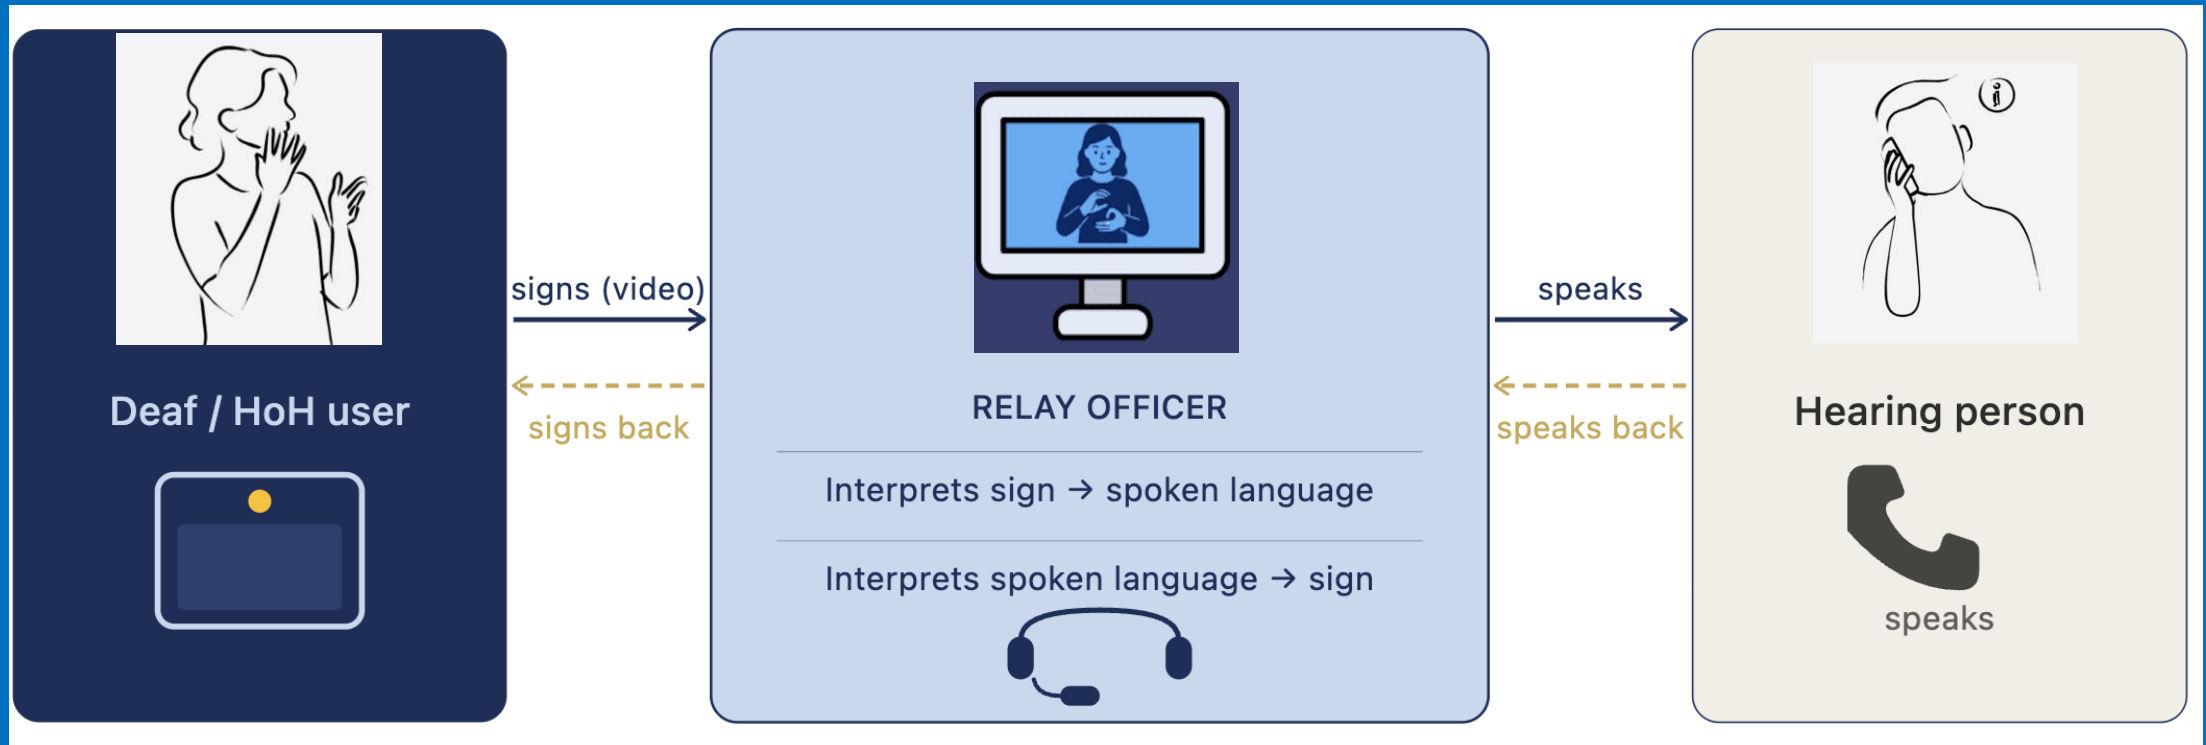 signs (video)
signs back
Deaf / HoH user
RELAY OFFICER
Interprets sign → spoken language
Interprets spoken language → sign
speaks
speaks back
Hearing person
speaks